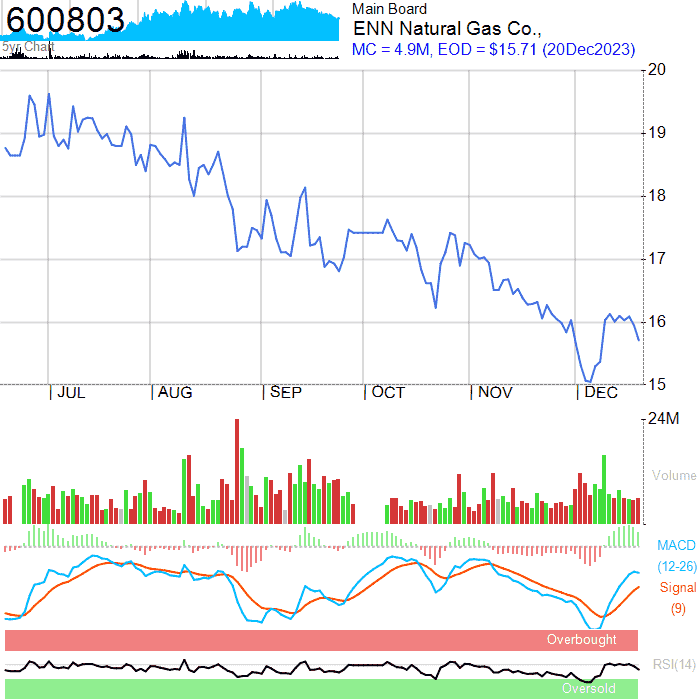 600803
5yr Chart
Main Board
ENN Natural Gas Co.,
MC = 4.9M, EOD = $15.71 (20Dec2023)
20
19
18
17
16
15
| JUL | AUG | SEP | OCT | NOV | DEC
24M
Volume
MACD
(12-26)
Signal
(9)
Overbought
RSI(14)
Oversold